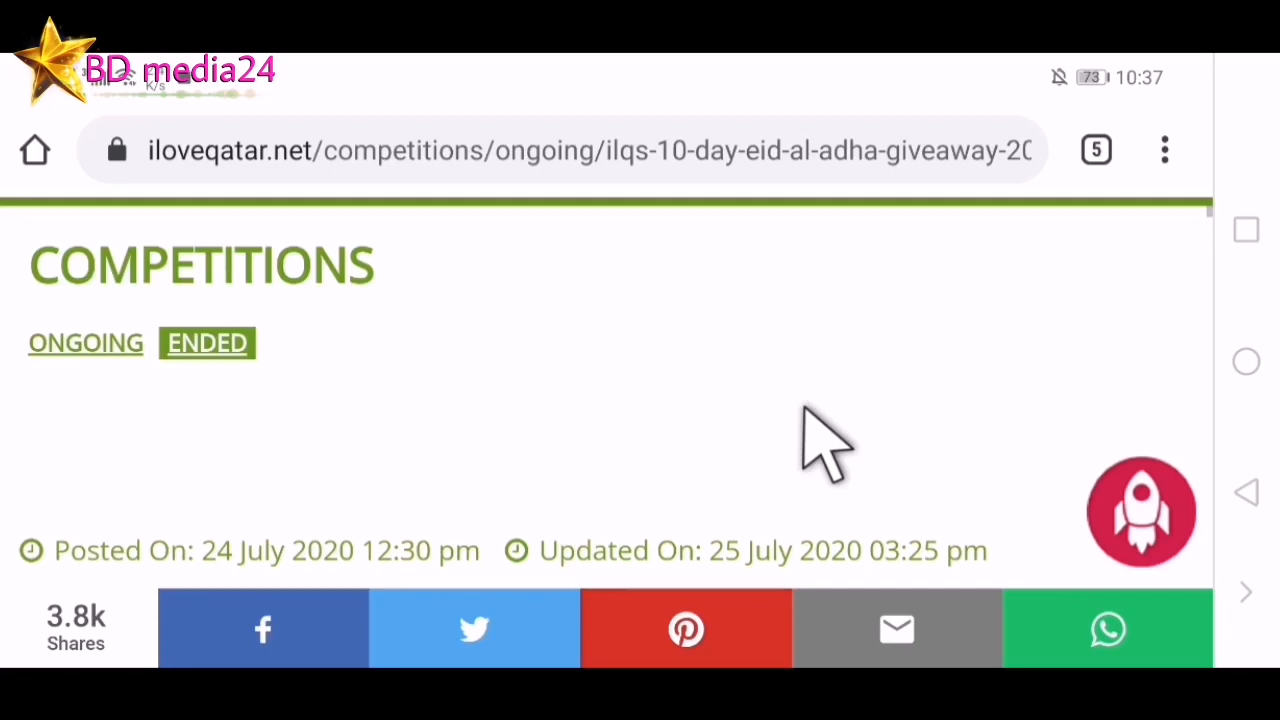 BD media24
K/s
73 10:37
iloveqatar.net/competitions/ongoing/ilqs-10-day-eid-al-adha-giveaway-20
5
COMPETITIONS
ONGOING ENDED
Posted On: 24 July 2020 12:30 pm Updated On: 25 July 2020 03:25 pm
3.8k
Shares